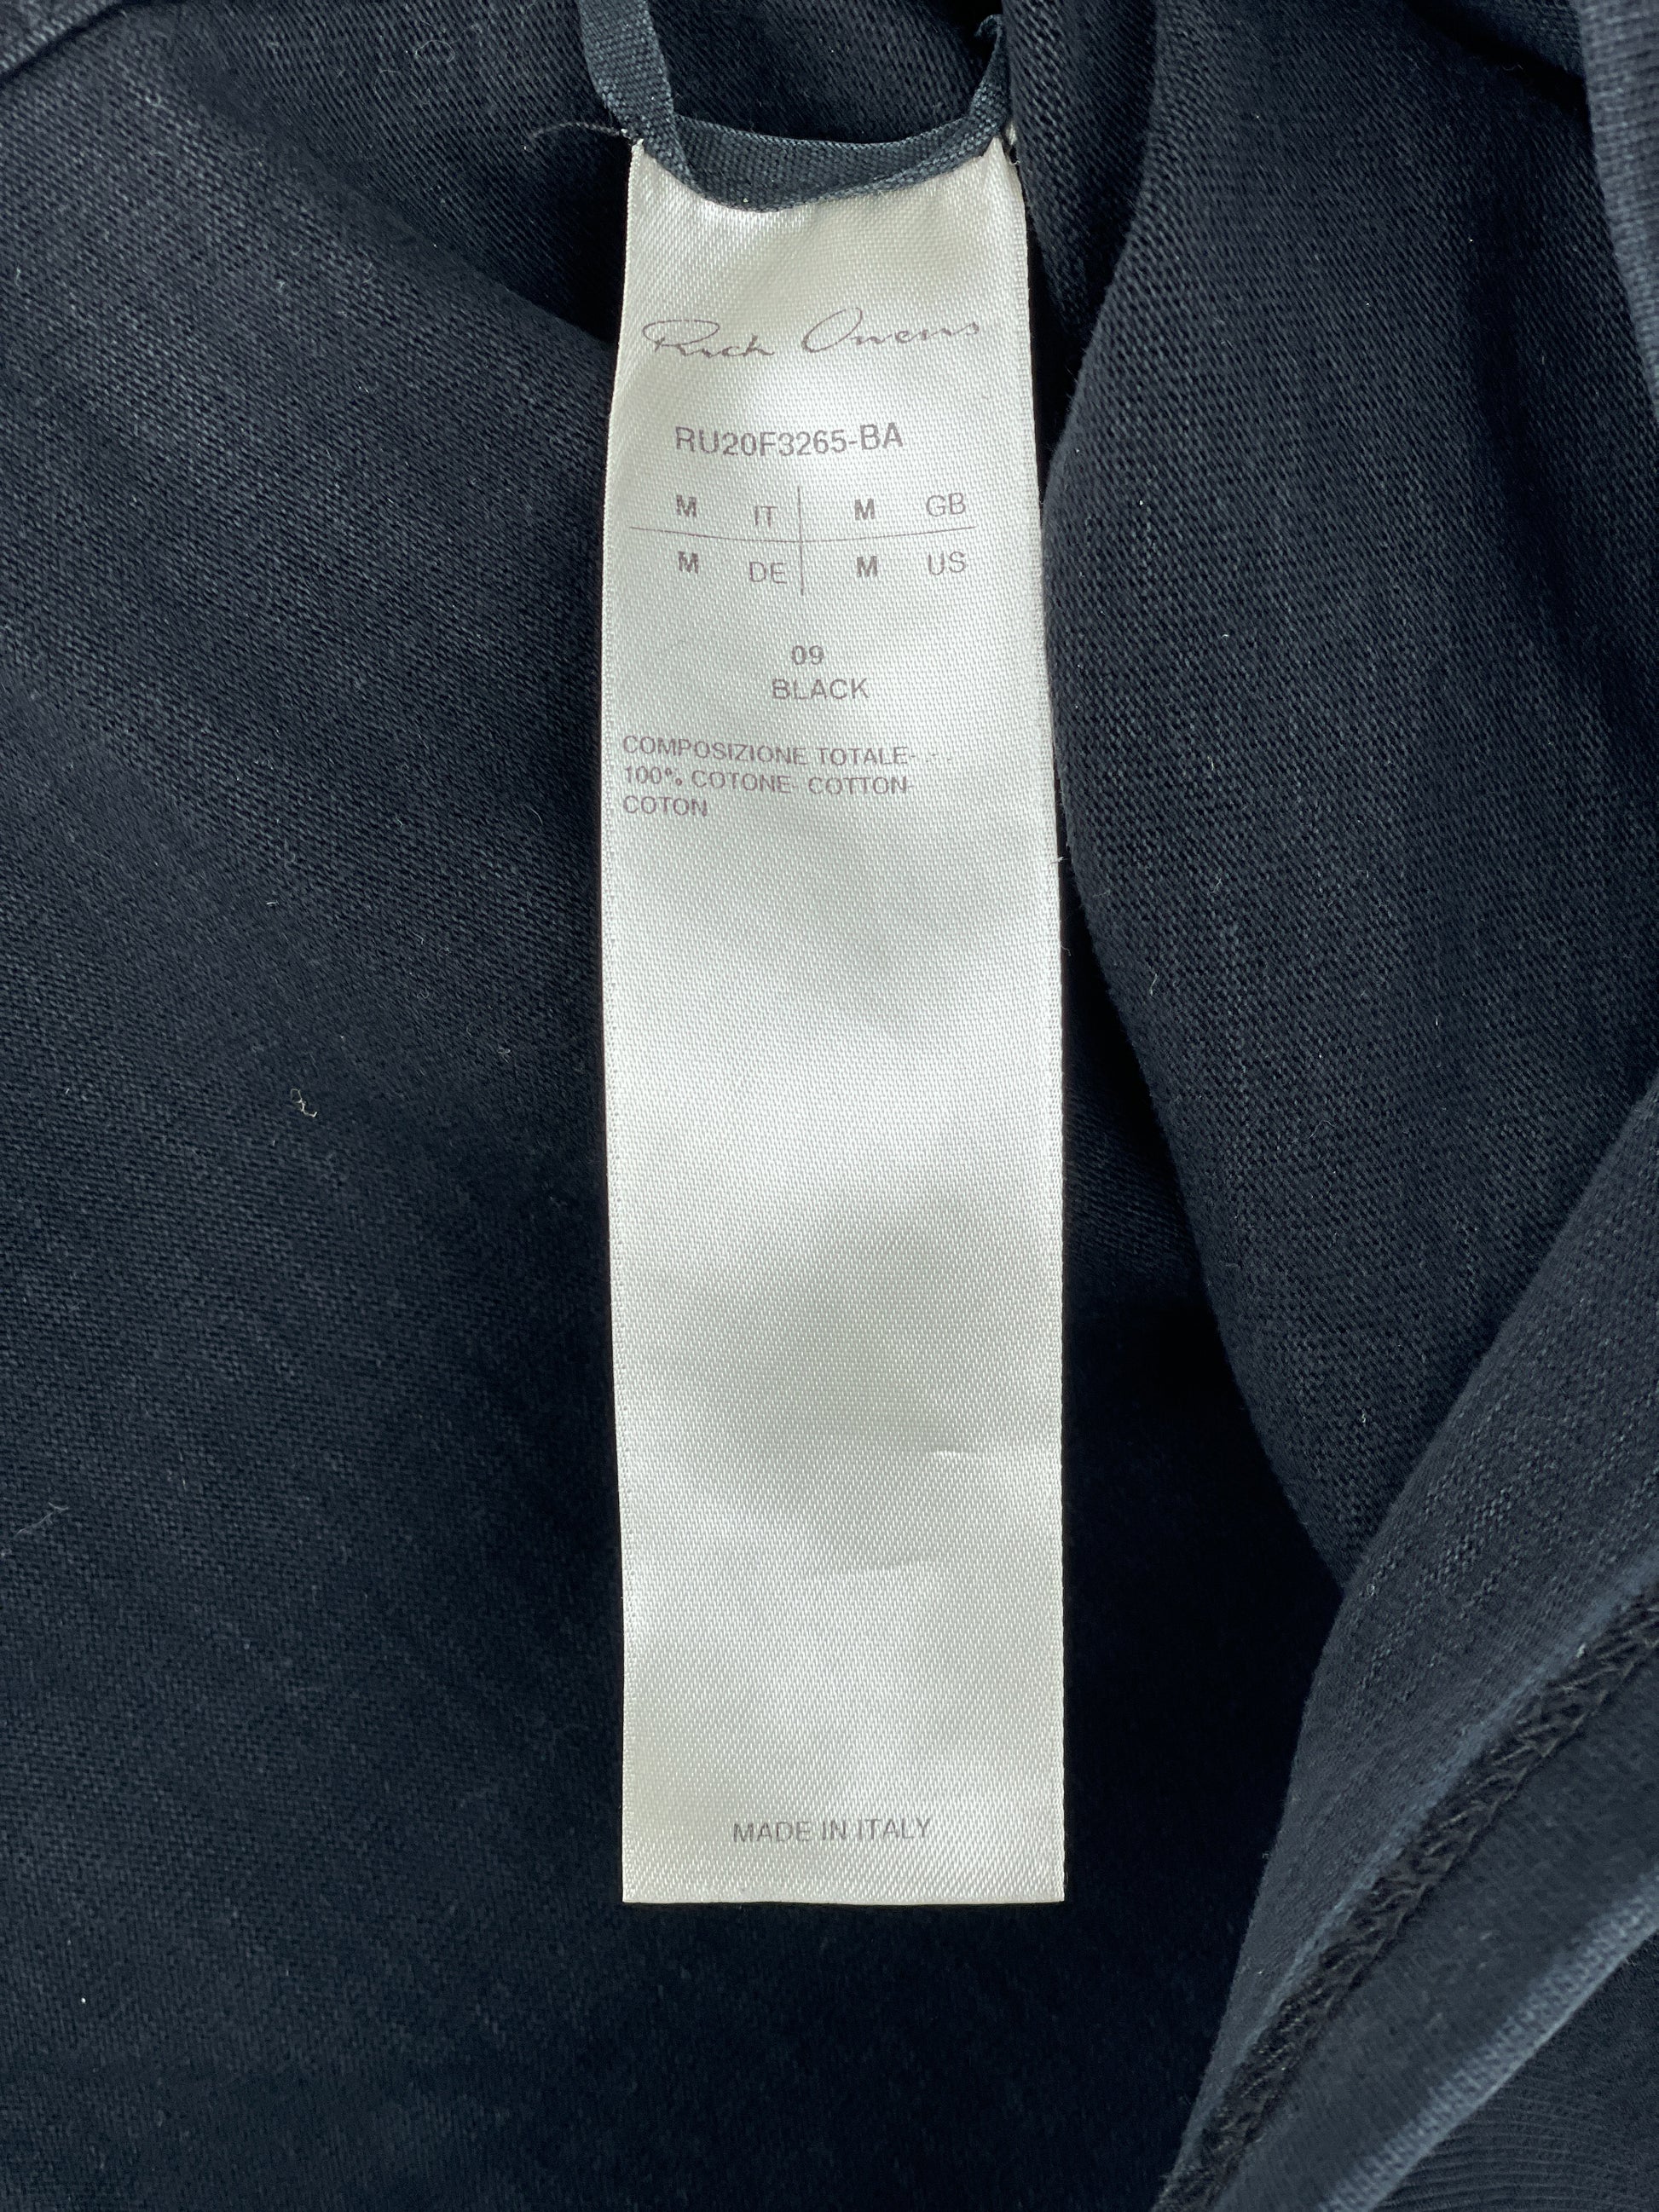 Rick Owens
RU20F3265-BA
M IT M GB
M DE M US
09
BLACK
COMPOSIZIONE TOTALE- - -
100% COTONE- COTTON-
COTON
MADE IN ITALY